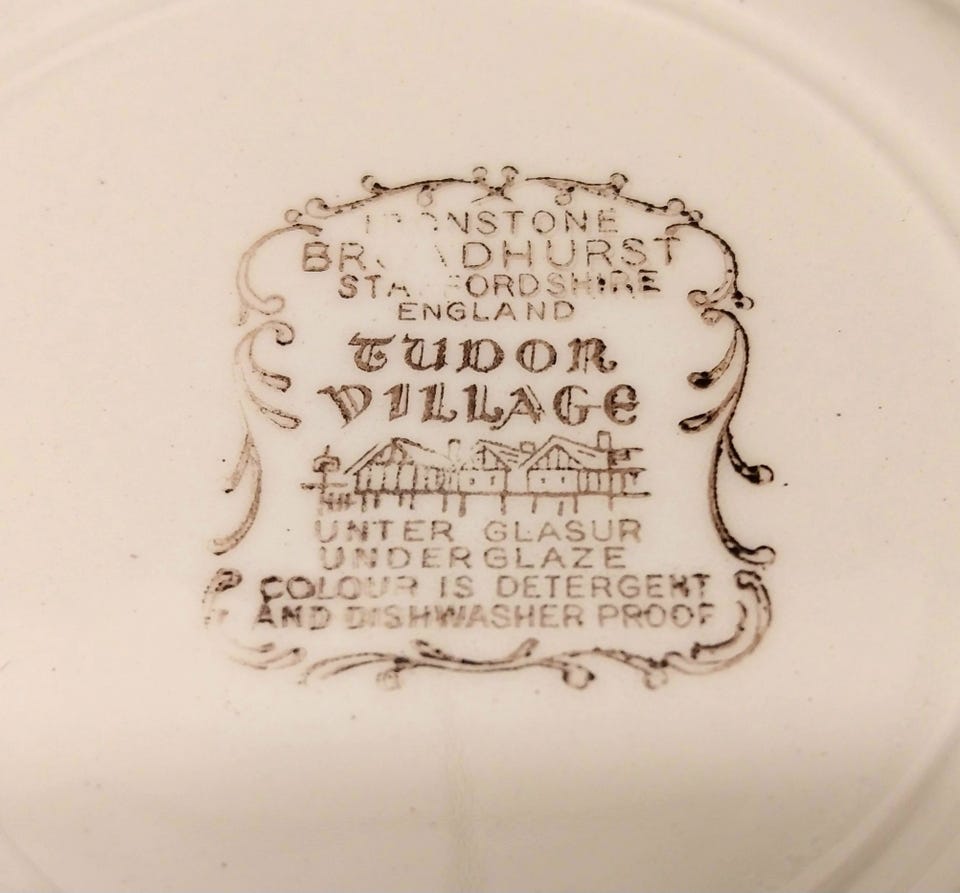 IRONSTONE
BROADHURST
STAFFORDSHIRE
ENGLAND
TUDOR
VILLAGE
UNTER GLASUR
UNDERGLAZE
COLOUR IS DETERGENT
AND DISHWASHER PROOF